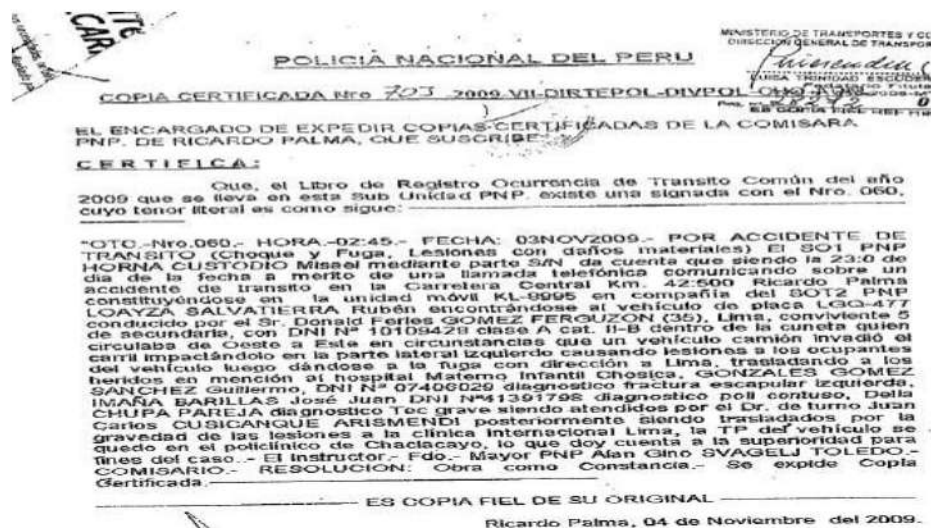 MINISTERIO DE TRANSPORTES Y CO
DIRECCION GENERAL DE TRANSPOR
POLICIA NACIONAL DEL PERU
LUISA TRINIDAD ESCUDER
COPIA CERTIFICADA Nro 703 2009-VII-DIRTEPOL-DIVPOL
EL ENCARGADO DE EXPEDIR COPIAS CERTIFICADAS DE LA COMISARA
PNP. DE RICARDO PALMA, QUE SUSCRIBE
CERTIFICA:
Que, el Libro de Registro Ocurrencia de Transito Común del año
2009 que se lleva en esta Sub Unidad PNP. existe una signada con el Nro. 060,
cuyo tenor literal es como sigue:
"OTC.-Nro.060.- HORA.-02:45.- FECHA: 03NOV2009.- POR ACCIDENTE DE
TRANSITO (Choque y Fuga, Lesiones con daños materiales) El SO1 PNP
HORNA CUSTODIO Misael mediante parte S/N da cuenta que siendo la 23:0 de
dia de la fecha a merito de una llamada telefónica comunicando sobre un
accidente de transito en la Carretera Central Km. 42:500 Ricardo Palma
constituyéndose en la unidad móvil KL-8995 en compañía del SOT2 PNP
LOAYZA SALVATIERRA Rubén encontrándose al vehículo de placa LGQ-477
conducido por el Sr. Donald Ferles GOMEZ FERGUZON (35), Lima, conviviente 5
de secundaria, con DNI Nº 10109429 clase A cat. II-B dentro de la cuneta quien
circulaba de Oeste a Este en circunstancias que un vehículo camión invadió el
carril impactándolo en la parte lateral izquierdo causando lesiones a los ocupantes
del vehículo luego dándose a la fuga con dirección a Lima, trasladando a los
heridos en mención al hospital Materno Infantil Chosica, GONZALES GOMEZ
SANCHEZ Guillermo, DNI Nº 07406029 diagnostico fractura escapular izquierda,
IMAÑA BARILLAS José Juan DNI Nº41391798 diagnostico poli contuso, Delia
CHUPA PAREJA diagnostico Tec grave siendo atendidos por el Dr. de turno Juan
Carlos CUSICANQUE ARISMENDI posteriormente siendo trasladados por la
gravedad de las lesiones a la clínica Internacional Lima, la TP del vehículo se
quedo en el policlínico de Chaclacayo, lo que doy cuenta a la superioridad para
fines del caso.- El Instructor.- Fdo.- Mayor PNP Alan Gino SVAGELJ TOLEDO.-
COMISARIO.- RESOLUCION: Obra como Constancia.- Se expide Copia
Certificada.
ES COPIA FIEL DE SU ORIGINAL
Ricardo Palma, 04 de Noviembre del 2009.